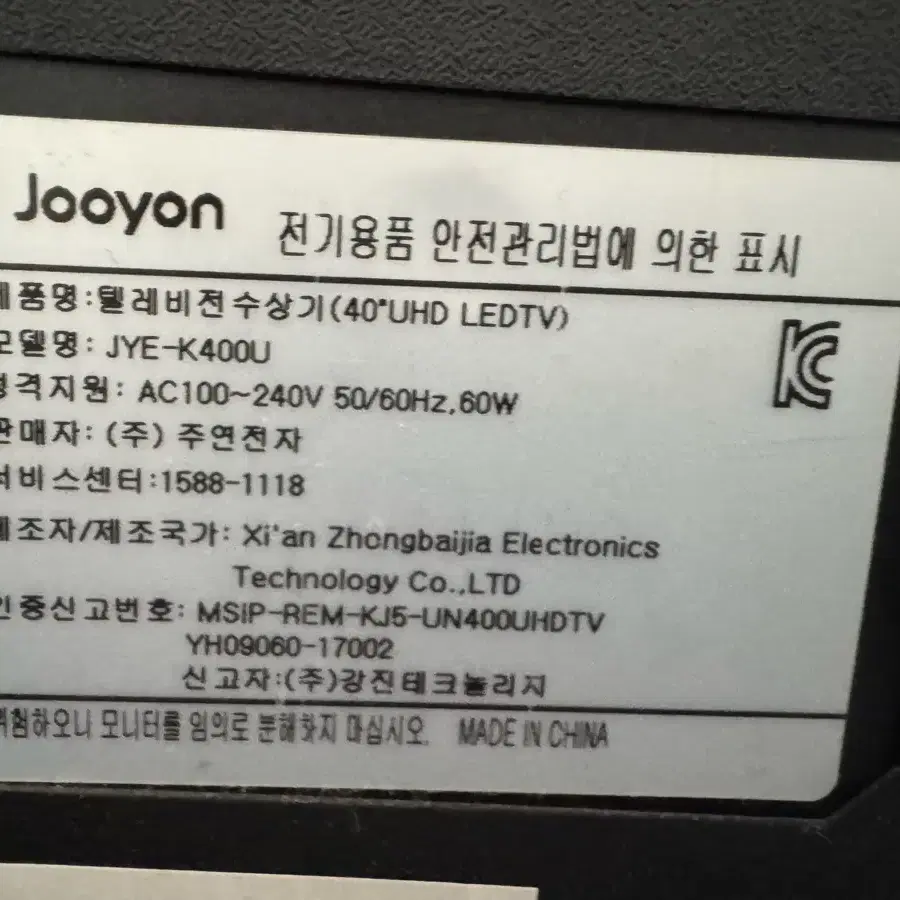 Jooyon 전기용품 안전관리법에 의한 표시
제품명:텔레비전수상기(40"UHD LEDTV)
모델명: JYE-K400U
정격지원: AC100~240V 50/60Hz,60W
판매자: (주) 주연전자
서비스센터:1588-1118
제조자/제조국가: Xi'an Zhongbaijia Electronics
Technology Co.,LTD
인증신고번호: MSIP-REM-KJ5-UN400UHDTV
YH09060-17002
신고자:(주)강진테크놀리지
위험하오니 모니터를 임의로 분해하지 마십시오. MADE IN CHINA